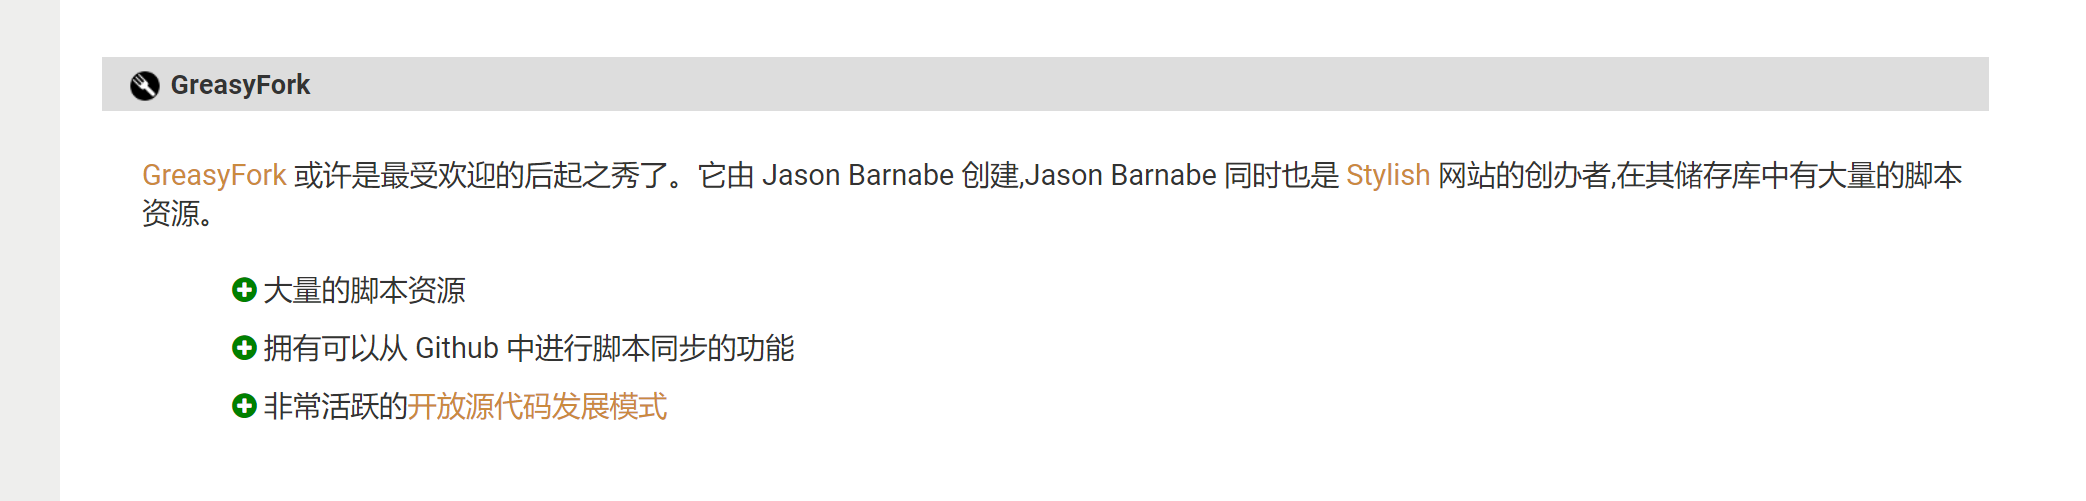 GreasyFork
GreasyFork 或许是最受欢迎的后起之秀了。它由 Jason Barnabe 创建,Jason Barnabe 同时也是 Stylish 网站的创办者,在其储存库中有大量的脚本
资源。
大量的脚本资源
拥有可以从 Github 中进行脚本同步的功能
非常活跃的开放源代码发展模式